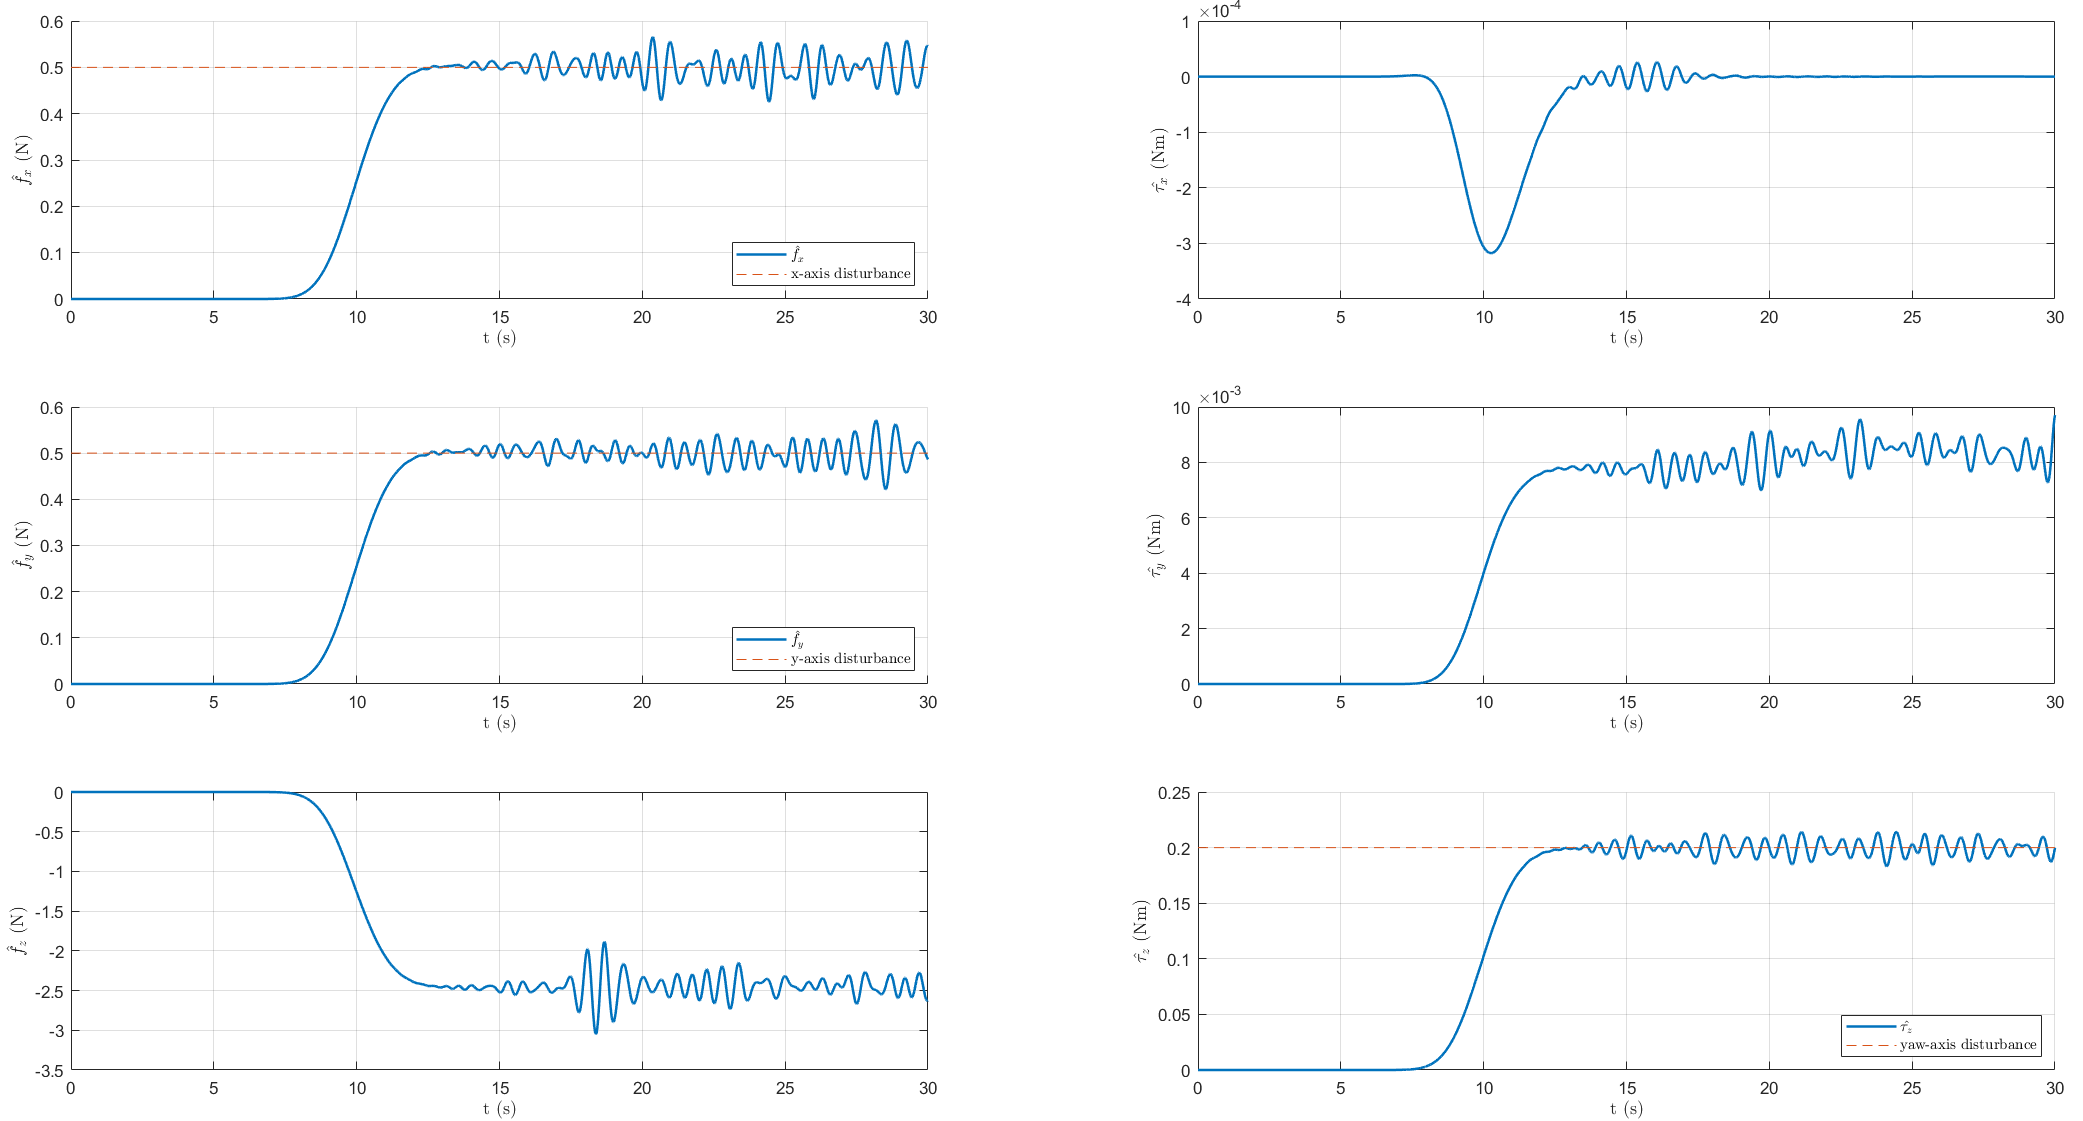 0.6
0.5
0.4
0.3
0.2
0.1
0
f̂x (N)
0 5 10 15 20 25 30
t (s)
f̂x
x-axis disturbance
×10-4
1
0
-1
-2
-3
-4
τ̂x (Nm)
0 5 10 15 20 25 30
t (s)
0.6
0.5
0.4
0.3
0.2
0.1
0
f̂y (N)
0 5 10 15 20 25 30
t (s)
f̂y
y-axis disturbance
×10-3
10
8
6
4
2
0
τ̂y (Nm)
0 5 10 15 20 25 30
t (s)
0
-0.5
-1
-1.5
-2
-2.5
-3
-3.5
f̂z (N)
0 5 10 15 20 25 30
t (s)
0.25
0.2
0.15
0.1
0.05
0
τ̂z (Nm)
0 5 10 15 20 25 30
t (s)
τ̂z
yaw-axis disturbance